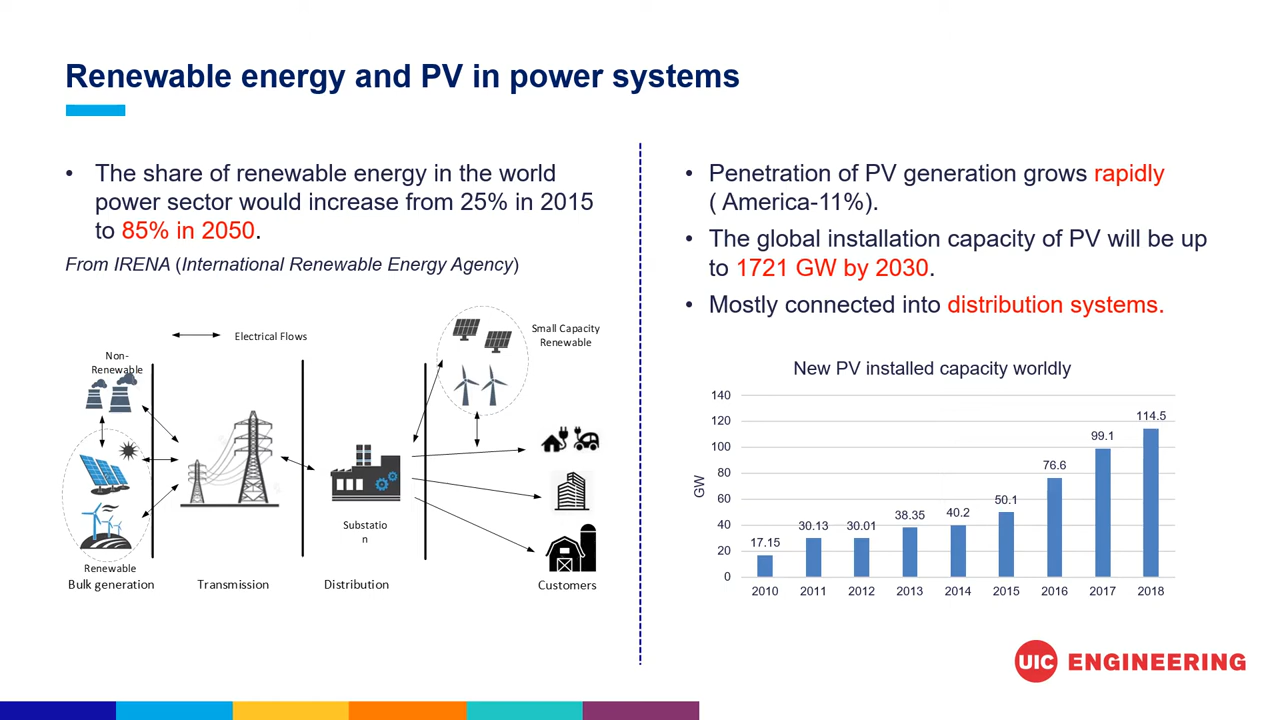 Renewable energy and PV in power systems
• The share of renewable energy in the world
power sector would increase from 25% in 2015
to 85% in 2050.
From IRENA (International Renewable Energy Agency)
Electrical Flows
Non-
Renewable
Renewable
Bulk generation
Transmission
Substatio
n
Distribution
Small Capacity
Renewable
Customers
• Penetration of PV generation grows rapidly
( America-11%).
• The global installation capacity of PV will be up
to 1721 GW by 2030.
• Mostly connected into distribution systems.
New PV installed capacity worldly
GW
140
120
100
80
60
40
20
0
17.15
30.13
30.01
38.35
40.2
50.1
76.6
99.1
114.5
2010 2011 2012 2013 2014 2015 2016 2017 2018
UIC ENGINEERING